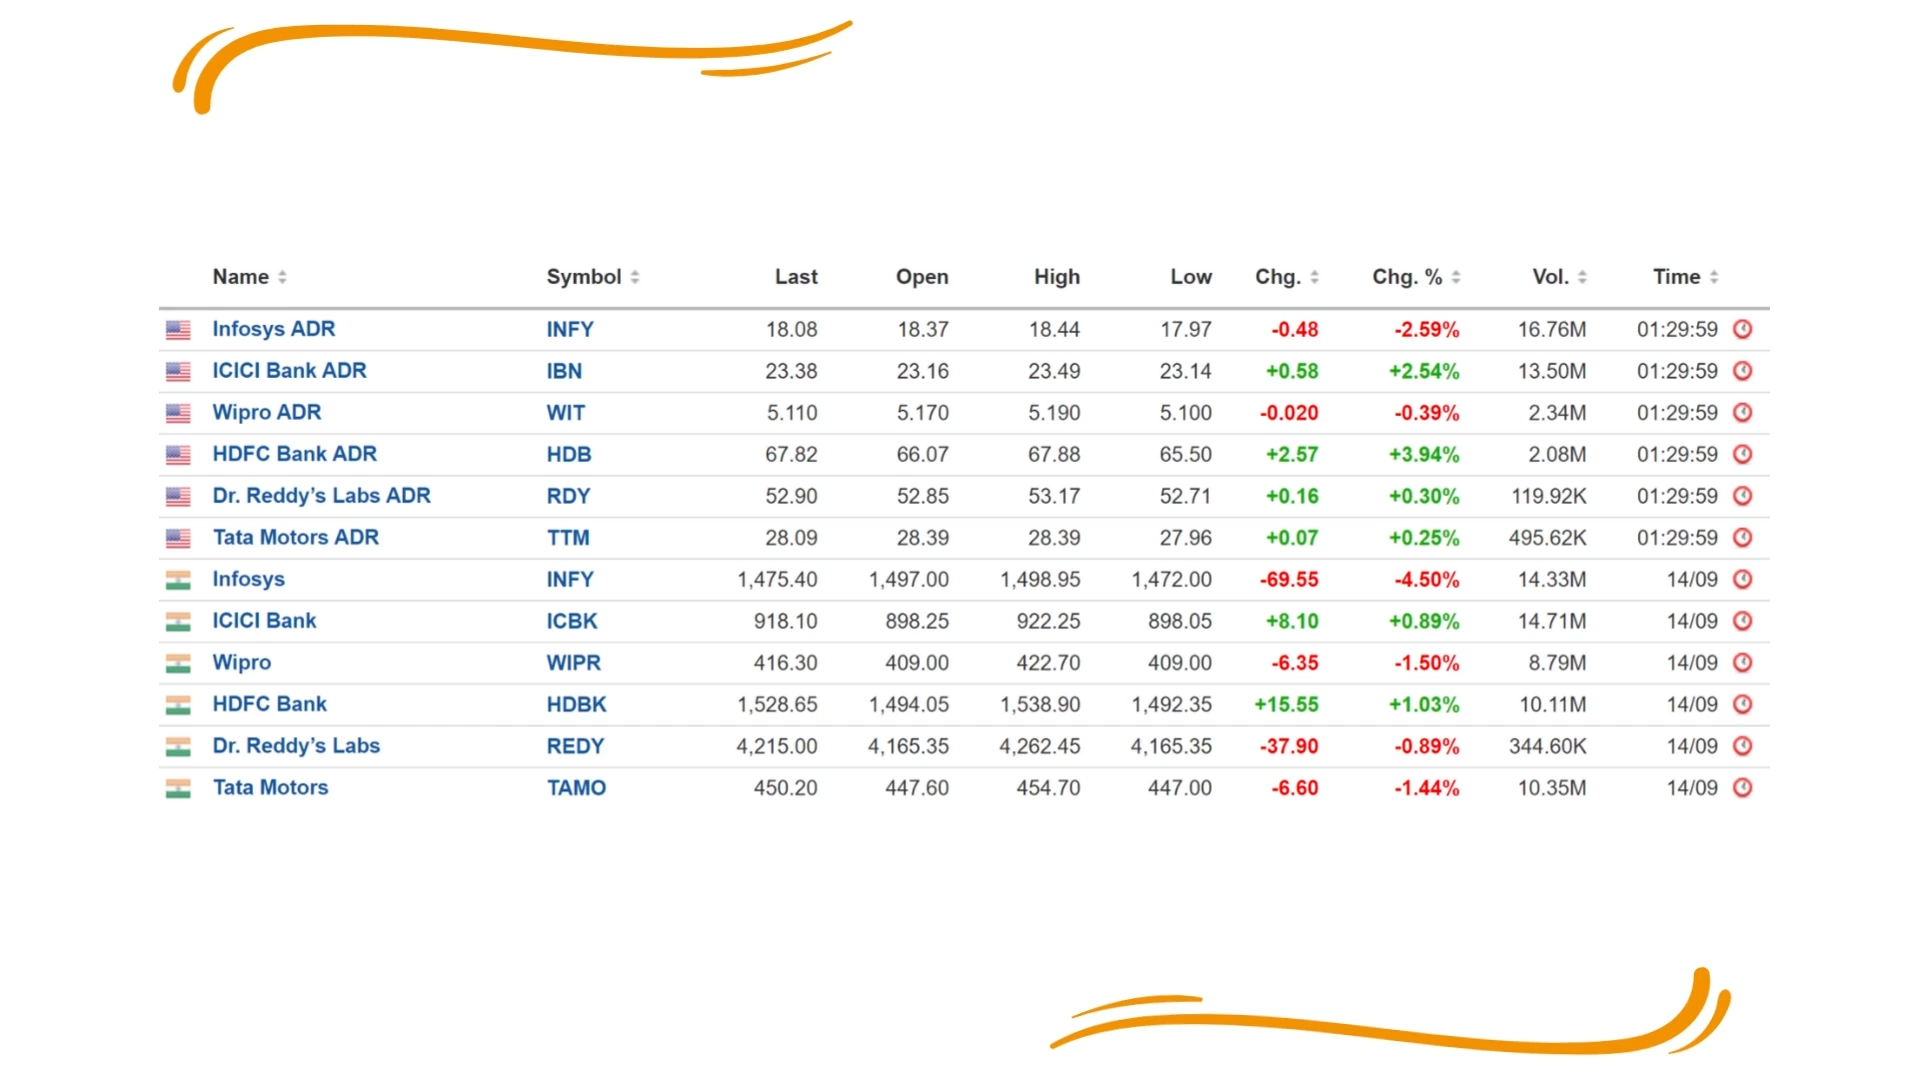 Name Symbol Last Open High Low Chg. Chg. % Vol. Time
Infosys ADR INFY 18.08 18.37 18.44 17.97 -0.48 -2.59% 16.76M 01:29:59
ICICI Bank ADR IBN 23.38 23.16 23.49 23.14 +0.58 +2.54% 13.50M 01:29:59
Wipro ADR WIT 5.110 5.170 5.190 5.100 -0.020 -0.39% 2.34M 01:29:59
HDFC Bank ADR HDB 67.82 66.07 67.88 65.50 +2.57 +3.94% 2.08M 01:29:59
Dr. Reddy’s Labs ADR RDY 52.90 52.85 53.17 52.71 +0.16 +0.30% 119.92K 01:29:59
Tata Motors ADR TTM 28.09 28.39 28.39 27.96 +0.07 +0.25% 495.62K 01:29:59
Infosys INFY 1,475.40 1,497.00 1,498.95 1,472.00 -69.55 -4.50% 14.33M 14/09
ICICI Bank ICBK 918.10 898.25 922.25 898.05 +8.10 +0.89% 14.71M 14/09
Wipro WIPR 416.30 409.00 422.70 409.00 -6.35 -1.50% 8.79M 14/09
HDFC Bank HDBK 1,528.65 1,494.05 1,538.90 1,492.35 +15.55 +1.03% 10.11M 14/09
Dr. Reddy’s Labs REDY 4,215.00 4,165.35 4,262.45 4,165.35 -37.90 -0.89% 344.60K 14/09
Tata Motors TAMO 450.20 447.60 454.70 447.00 -6.60 -1.44% 10.35M 14/09